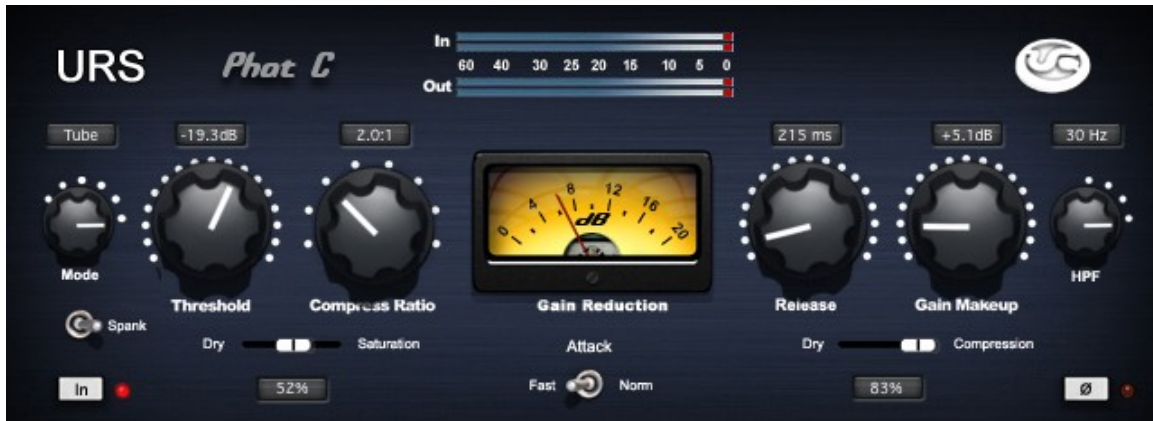 URS
Phat C
In
60 40 30 25 20 15 10 5 0
Out
Tube
-19.3dB
2.0:1
215 ms
+5.1dB
30 Hz
0 4 8 12 16 20
dB
Mode
Threshold
Compress Ratio
Gain Reduction
Release
Gain Makeup
HPF
Spank
Dry
Saturation
Attack
Dry
Compression
In
52%
Fast
Norm
83%
Ø